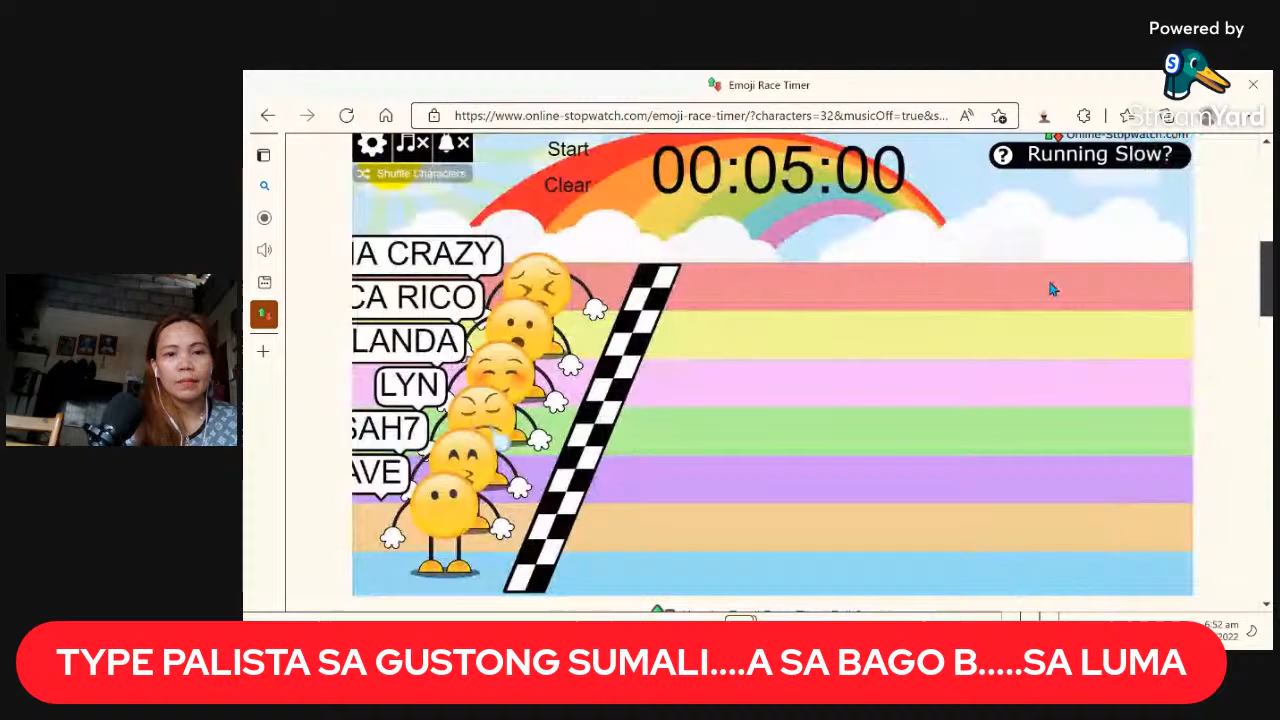 Powered by
StreamYard
Emoji Race Timer
https://www.online-stopwatch.com/emoji-race-timer/?characters=32&musicOff=true&s...
Online-Stopwatch.com
Start
00:05:00
Running Slow?
Shuffle Characters
Clear
IA CRAZY
CA RICO
LANDA
LYN
SAH7
AVE
6:52 am
2022
TYPE PALISTA SA GUSTONG SUMALI....A SA BAGO B.....SA LUMA